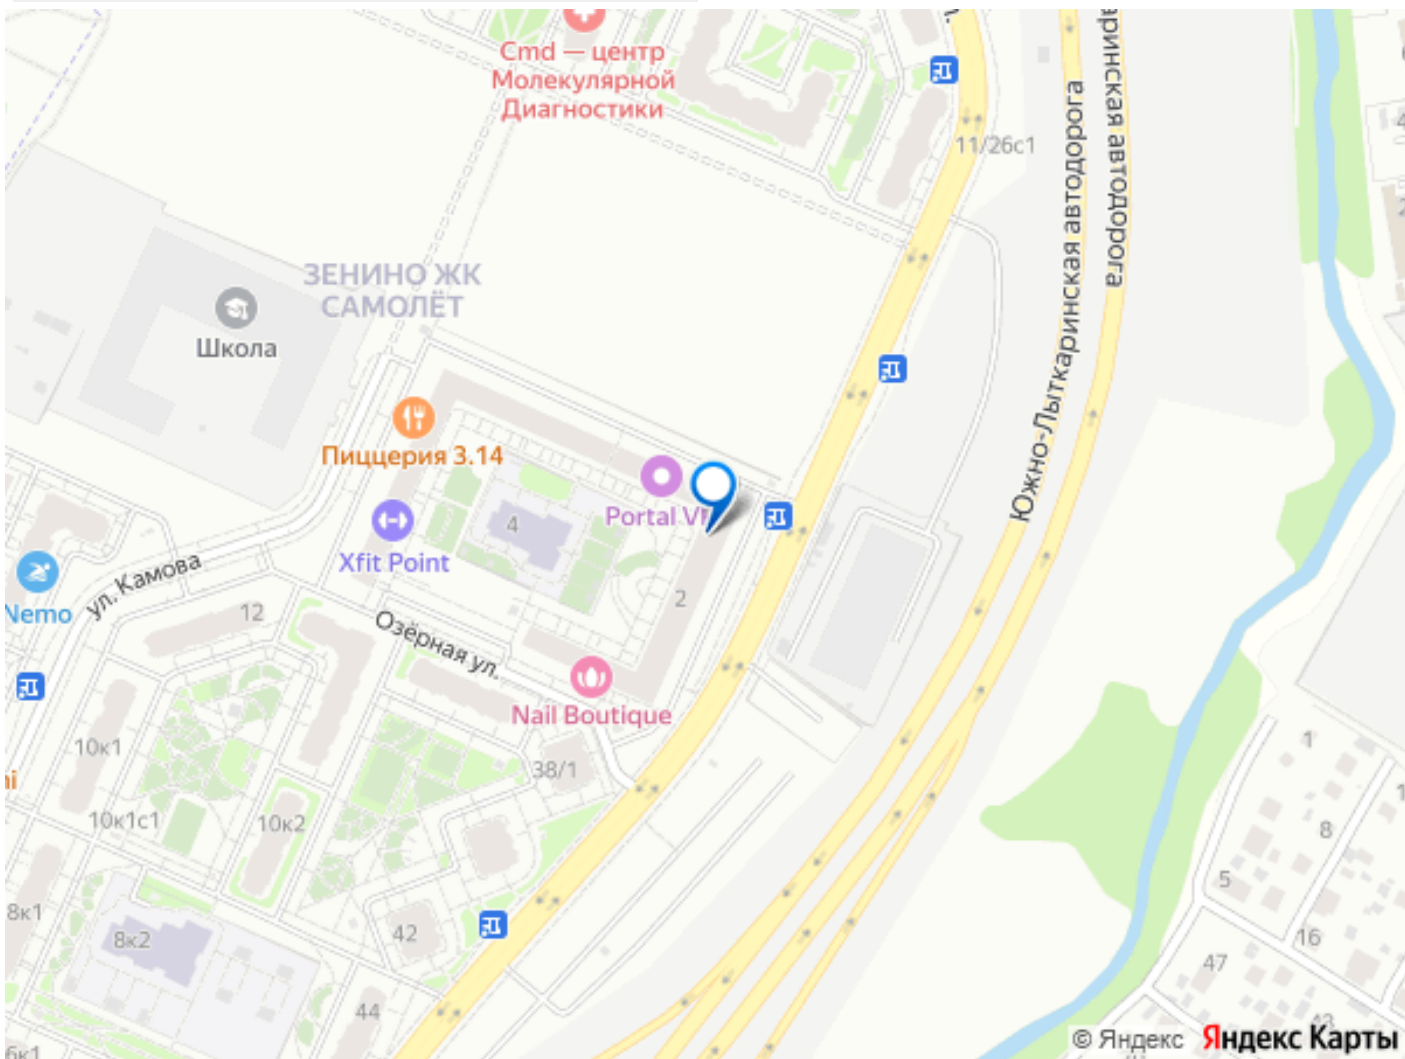 Cmd — центр
Молекулярной
Диагностики
11/26с1
Южно-Лыткаринская автодорога
аринская автодорога
ЗЕНИНО ЖК
САМОЛЁТ
Школа
Пиццерия 3.14
Portal V
4
Xfit Point
2
ул. Камова
Nemo
12
Озёрная ул.
Nail Boutique
10к1
38/1
10к1с1
10к2
8к1
8к2
42
44
6к1
1
8
5
16
47
© Яндекс Яндекс Карты